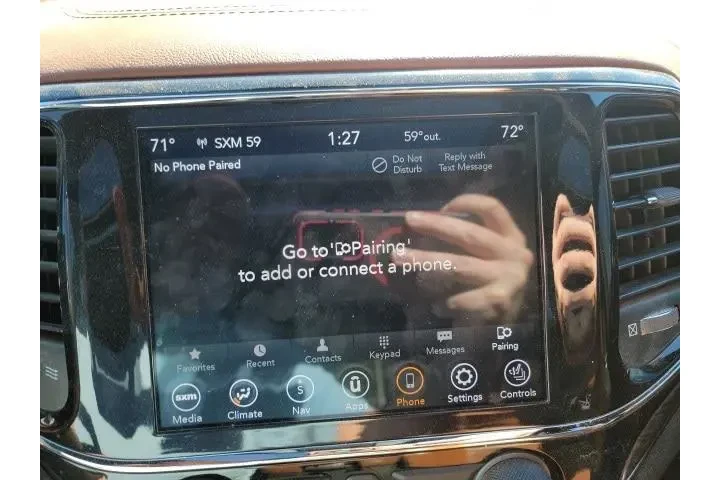 71° SXM 59 1:27 59°out. 72°
No Phone Paired
Do Not
Disturb
Reply with
Text Message
Go to 'Pairing'
to add or connect a phone.
Favorites Recent Contacts Keypad Messages Pairing
sxm S ū
Media Climate Nav Apps Phone Settings Controls